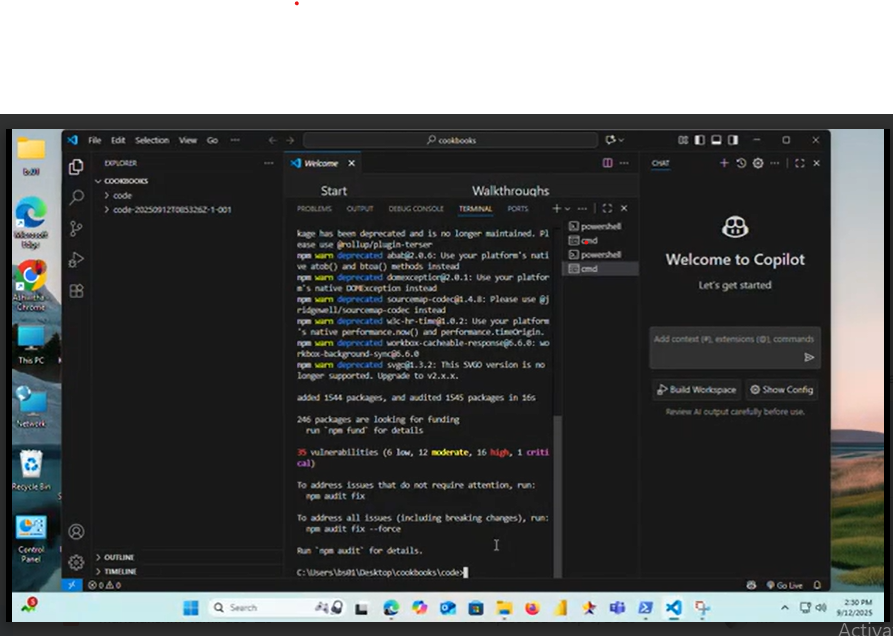 File Edit Selection View Go ··· cookbooks
Bs01
Microsoft
Edge
Chrome
This PC
Network
Recycle Bin
Control
Panel
EXPLORER
COOKBOOKS
code
code-20250912T085326Z-1-001
OUTLINE
TIMELINE
Welcome
Start Walkthroughs
PROBLEMS OUTPUT DEBUG CONSOLE TERMINAL PORTS
kage has been deprecated and is no longer maintained. Pl
ease use @rollup/plugin-terser
npm warn deprecated abab@2.0.6: Use your platform's nati
ve atob() and btoa() methods instead
npm warn deprecated domexception@2.0.1: Use your platfor
m's native DOMException instead
npm warn deprecated sourcemap-codec@1.4.8: Please use @j
ridgewell/sourcemap-codec instead
npm warn deprecated w3c-hr-time@1.0.2: Use your platform
's native performance.now() and performance.timeOrigin.
npm warn deprecated workbox-cacheable-response@6.6.0: wo
rkbox-background-sync@6.6.0
npm warn deprecated svgo@1.3.2: This SVGO version is no
longer supported. Upgrade to v2.x.x.
added 1544 packages, and audited 1545 packages in 16s
246 packages are looking for funding
run `npm fund` for details
35 vulnerabilities (6 low, 12 moderate, 16 high, 1 criti
cal)
To address issues that do not require attention, run:
npm audit fix
To address all issues (including breaking changes), run:
npm audit fix --force
Run `npm audit` for details.
C:\Users\bs01\Desktop\cookbooks\code>
powershell
cmd
powershell
cmd
CHAT
Welcome to Copilot
Let's get started
Add context (#), extensions (@), commands
Build Workspace Show Config
Review AI output carefully before use.
0 0 Go Live
Search
2:30 PM
9/12/2025
Activa